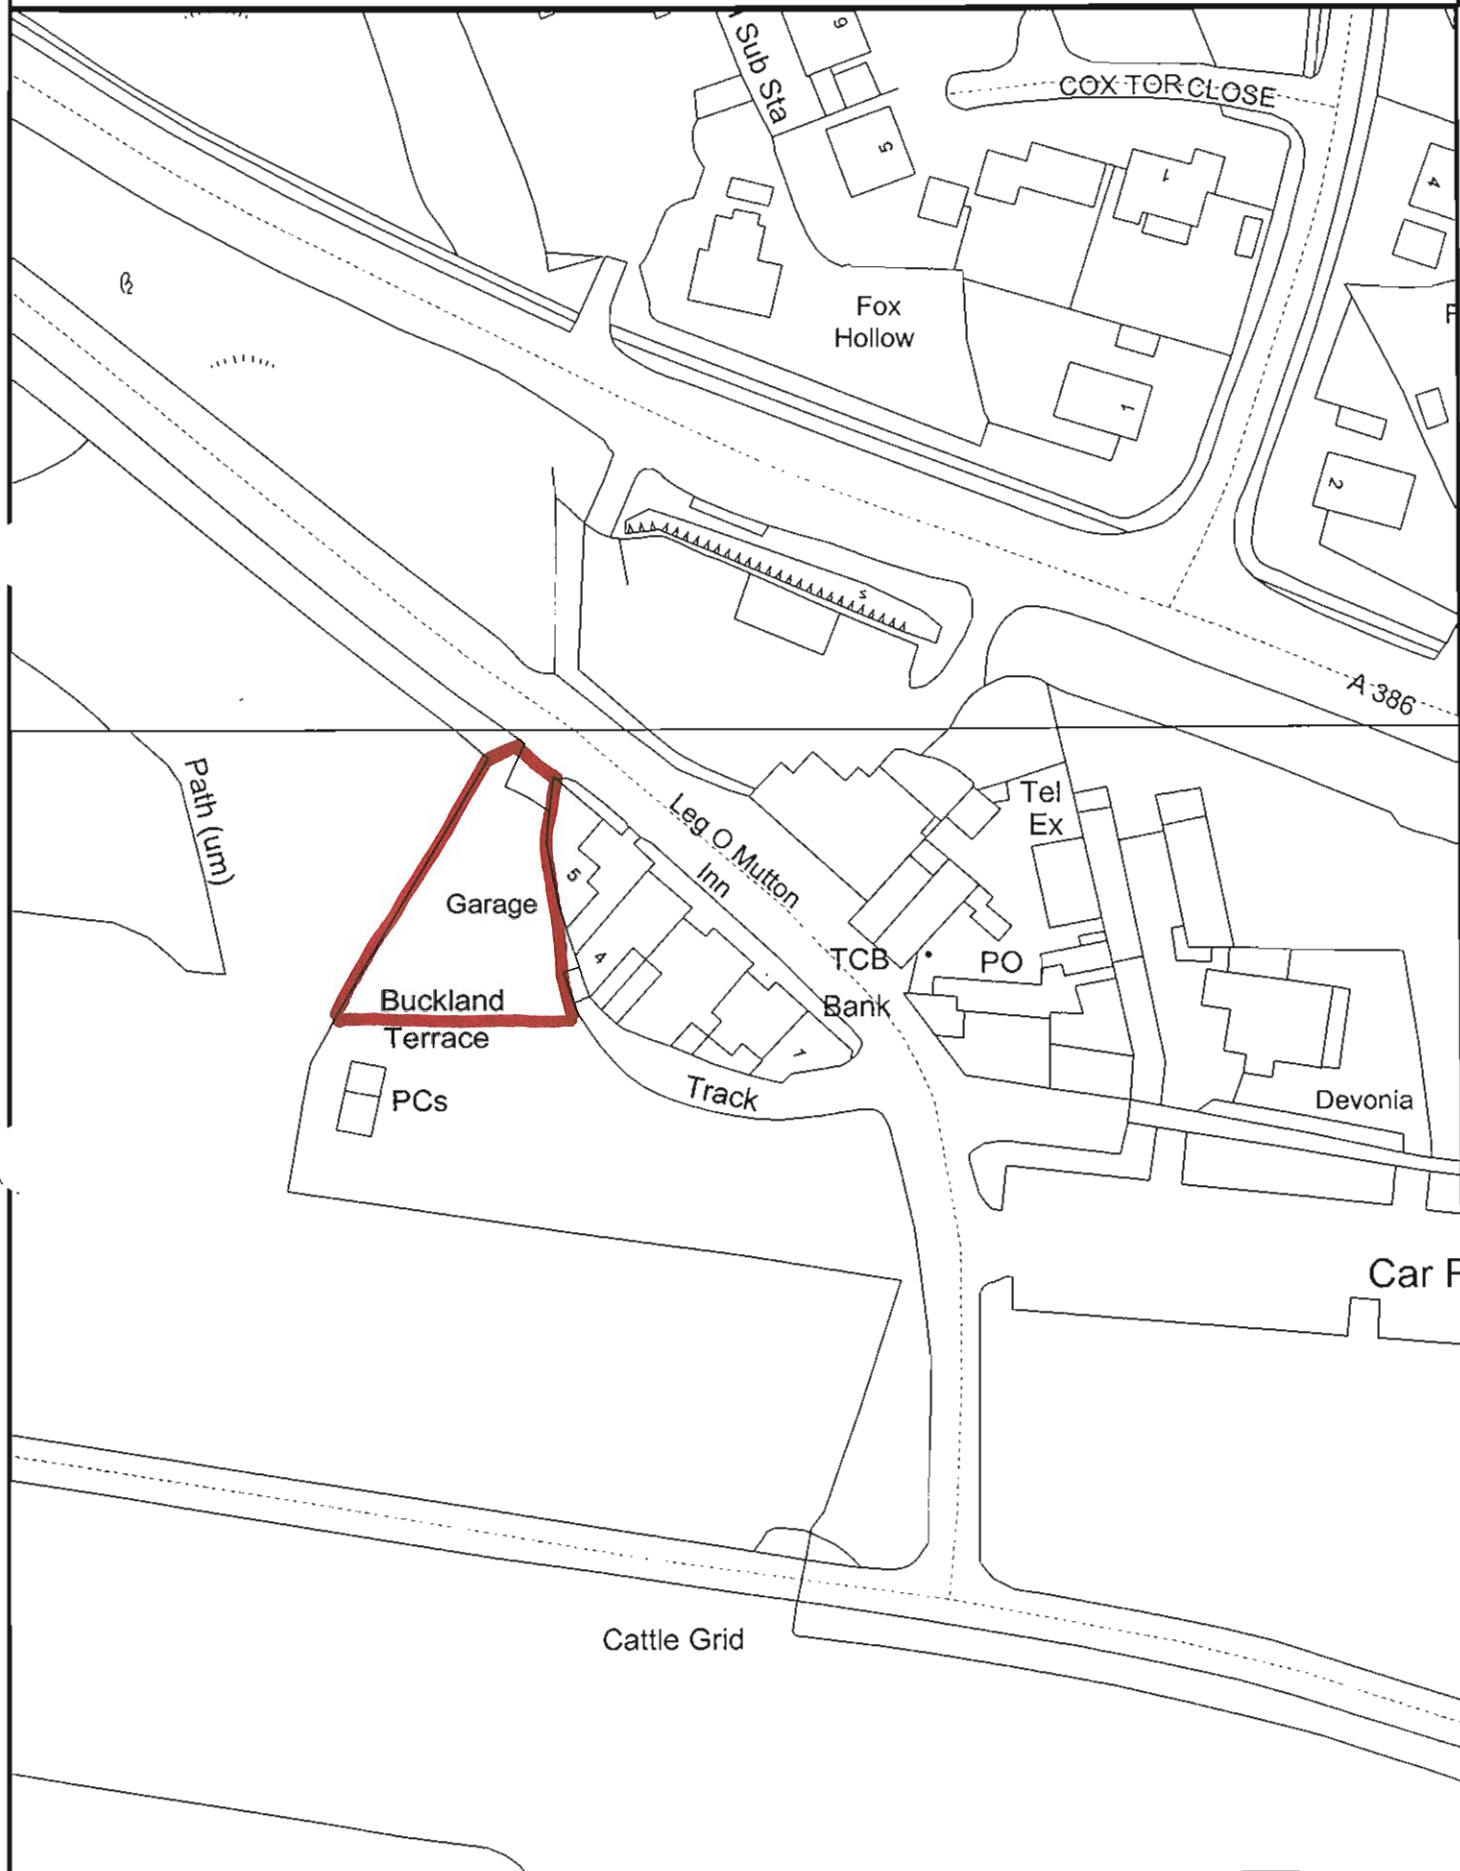 Sub Sta
6
COX TOR CLOSE
5
1
4
Fox
Hollow
1
2
S
A 386
Path (um)
Leg O Mutton
Inn
Tel
Ex
5
Garage
4
TCB
PO
Bank
Buckland
Terrace
1
Track
PCs
Devonia
Car P
Cattle Grid